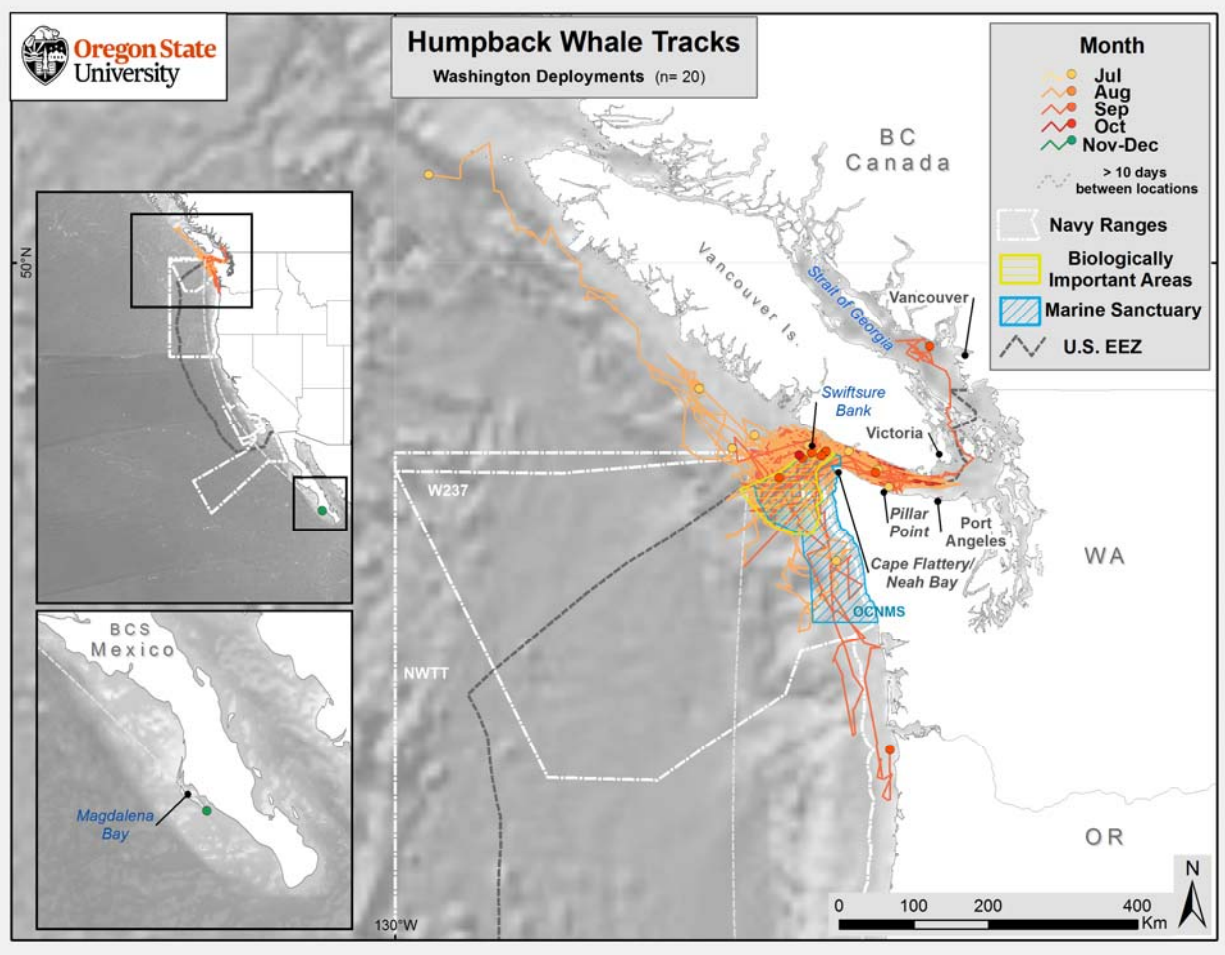 Oregon State
University
Humpback Whale Tracks
Washington Deployments (n= 20)
Month
Jul
Aug
Sep
Oct
Nov-Dec
> 10 days
between locations
Navy Ranges
Biologically
Important Areas
Marine Sanctuary
U.S. EEZ
BC
Canada
50°N
Vancouver Is.
Strait of Georgia
Vancouver
Swiftsure
Bank
Victoria
W237
Pillar
Point
Port
Angeles
Cape Flattery/
Neah Bay
WA
OCNMS
NWTT
BCS
Mexico
Magdalena
Bay
OR
N
0 100 200 400
Km
130°W